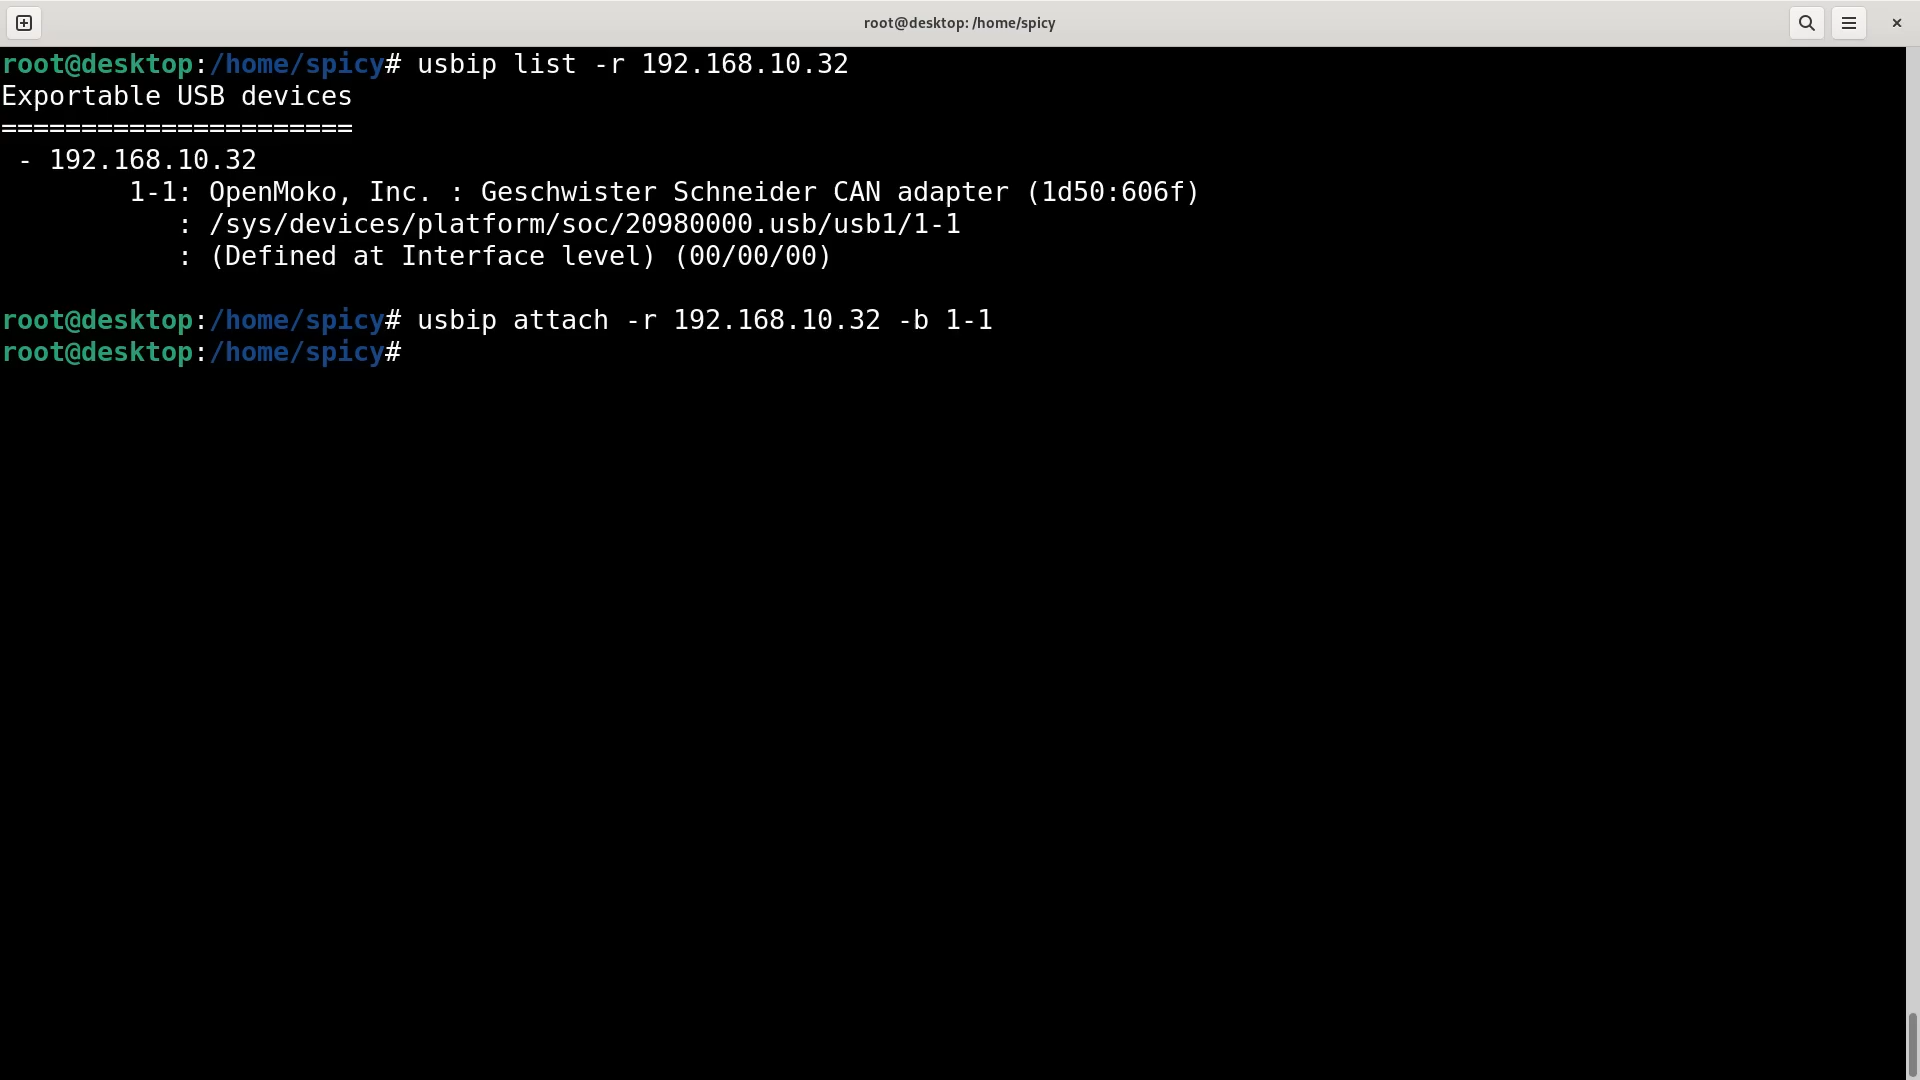 root@desktop: /home/spicy
root@desktop:/home/spicy# usbip list -r 192.168.10.32
Exportable USB devices
======================
 - 192.168.10.32
        1-1: OpenMoko, Inc. : Geschwister Schneider CAN adapter (1d50:606f)
           : /sys/devices/platform/soc/20980000.usb/usb1/1-1
           : (Defined at Interface level) (00/00/00)
root@desktop:/home/spicy# usbip attach -r 192.168.10.32 -b 1-1
root@desktop:/home/spicy#